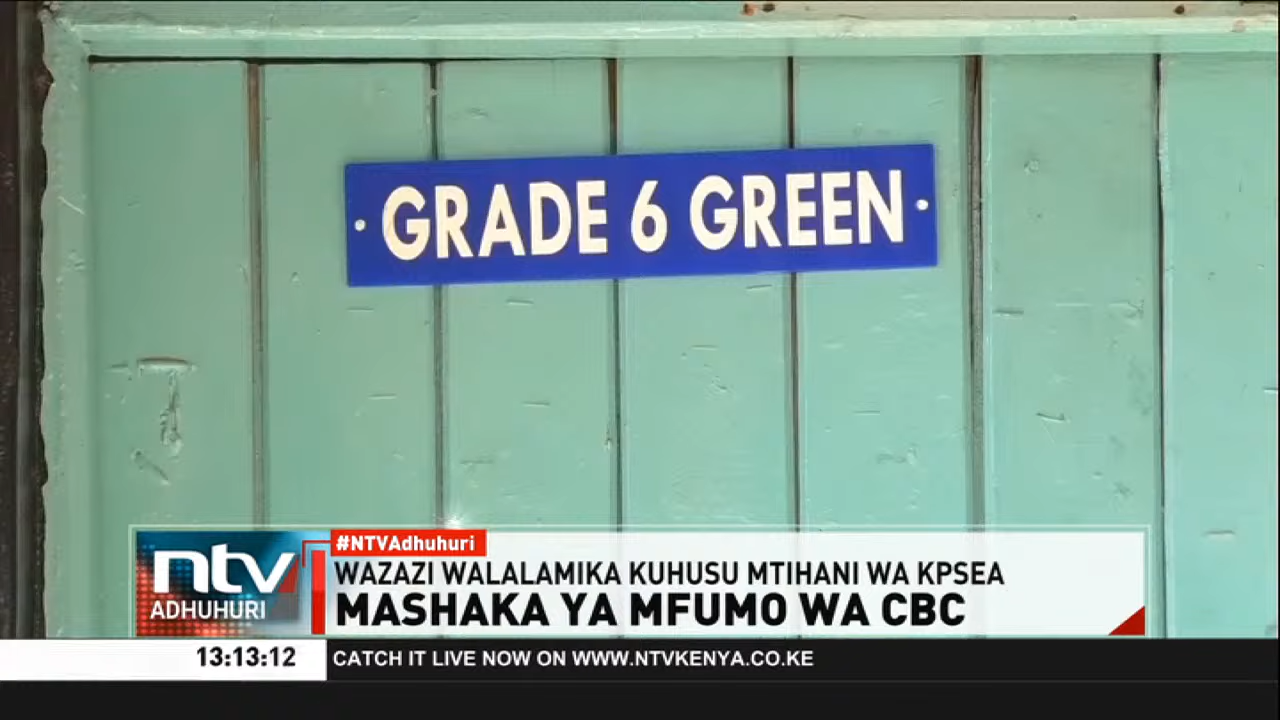 GRADE 6 GREEN
#NTVAdhuhuri
ntv
ADHUHURI
WAZAZI WALALAMIKA KUHUSU MTIHANI WA KPSEA
MASHAKA YA MFUMO WA CBC
13:13:12
CATCH IT LIVE NOW ON WWW.NTVKENYA.CO.KE